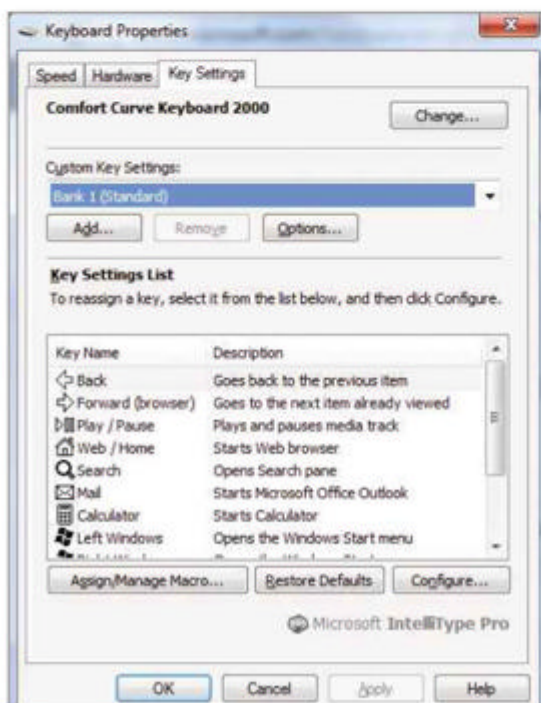 Keyboard Properties
Speed Hardware Key Settings
Comfort Curve Keyboard 2000
Change...
Custom Key Settings:
Bank 1 (Standard)
Add... Remove Options...
Key Settings List
To reassign a key, select it from the list below, and then click Configure.
Key Name Description
Back Goes back to the previous item
Forward (browser) Goes to the next item already viewed
Play / Pause Plays and pauses media track
Web / Home Starts Web browser
Search Opens Search pane
Mail Starts Microsoft Office Outlook
Calculator Starts Calculator
Left Windows Opens the Windows Start menu
Assign/Manage Macro... Restore Defaults Configure...
Microsoft IntelliType Pro
OK Cancel Apply Help